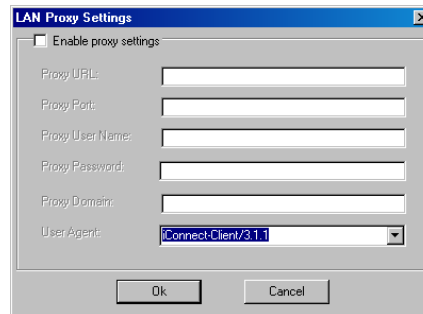 LAN Proxy Settings
Enable proxy settings
Proxy URL:
Proxy Port:
Proxy User Name:
Proxy Password:
Proxy Domain:
User Agent: iConnect-Client/3.1.1
Ok Cancel